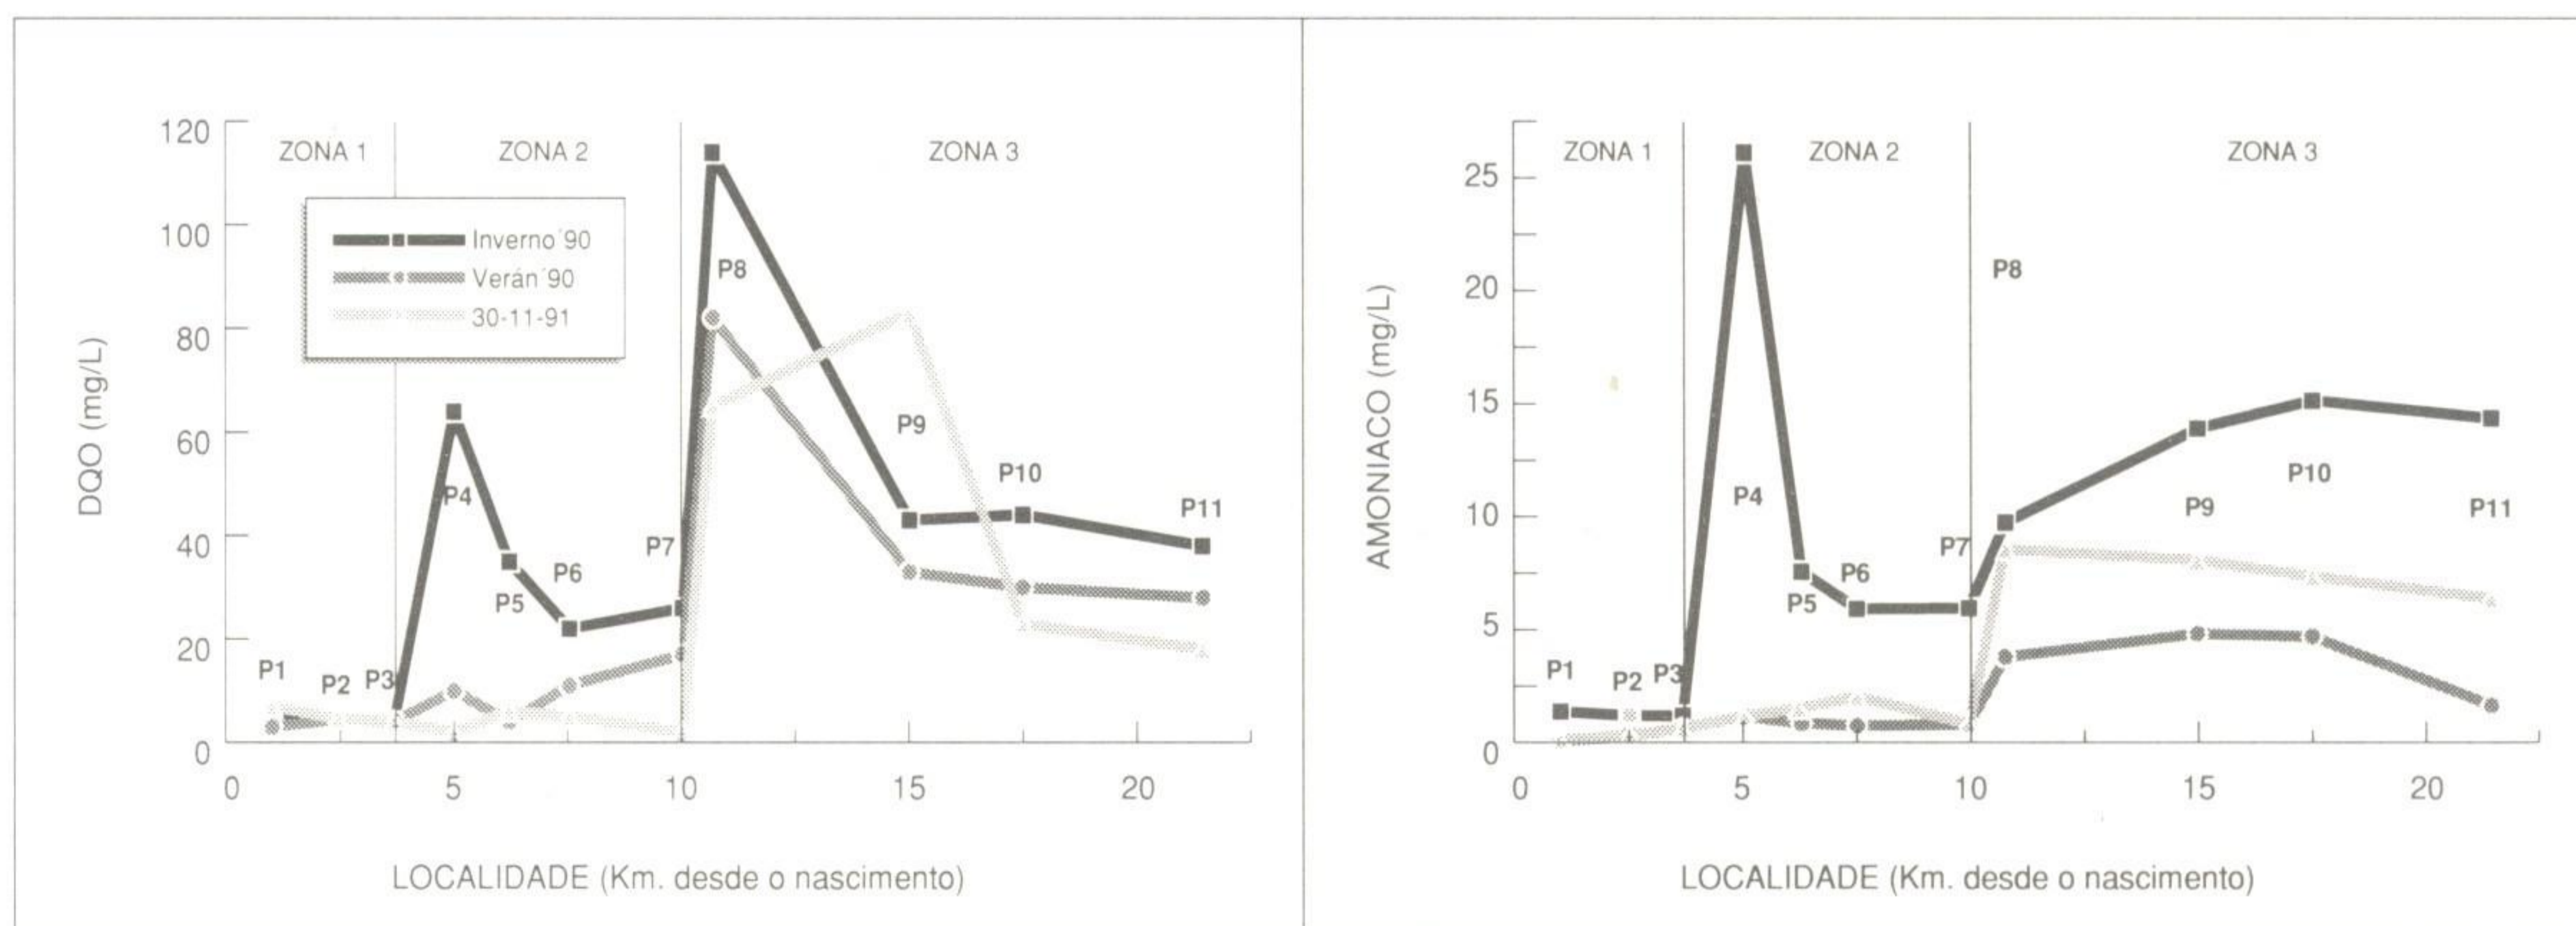 120
100
80
60
40
20
0
DQO (mg/L)
ZONA 1
ZONA 2
ZONA 3
Inverno´90
Verán´90
30-11-91
P1
P2
P3
P4
P5
P6
P7
P8
P9
P10
P11
0 5 10 15 20
LOCALIDADE (Km. desde o nascimento)
25
20
15
10
5
0
AMONIACO (mg/L)
ZONA 1
ZONA 2
ZONA 3
P1
P2
P3
P4
P5
P6
P7
P8
P9
P10
P11
0 5 10 15 20
LOCALIDADE (Km. desde o nascimento)